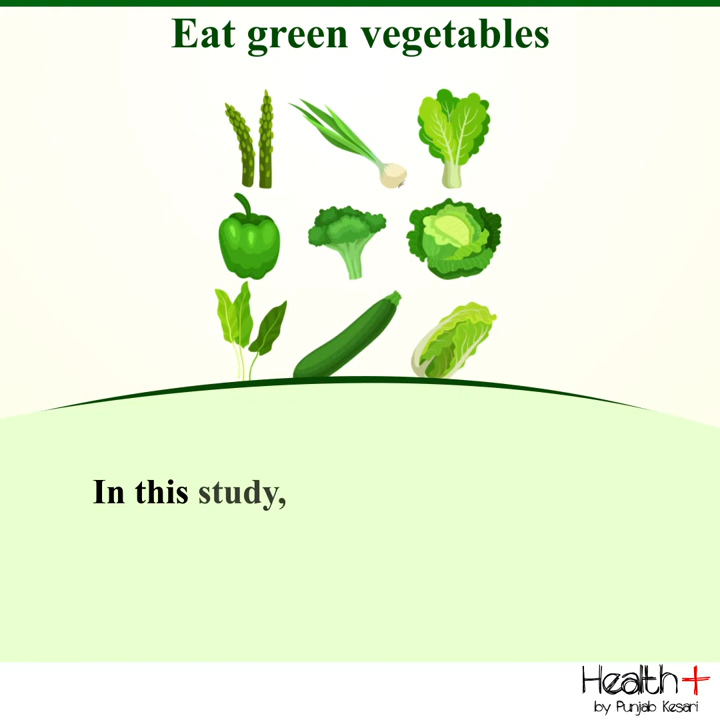 Eat green vegetables
In this study,
Health+
by Punjab Kesari